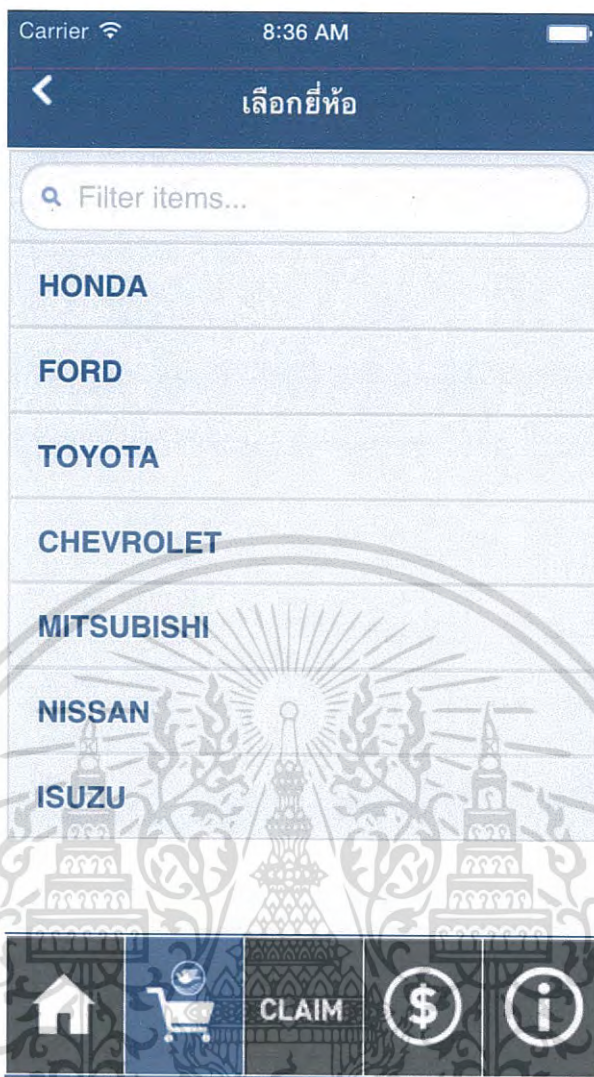 Carrier 8:36 AM
เลือกยี่ห้อ
Filter items...
HONDA
FORD
TOYOTA
CHEVROLET
MITSUBISHI
NISSAN
ISUZU
CLAIM $ i